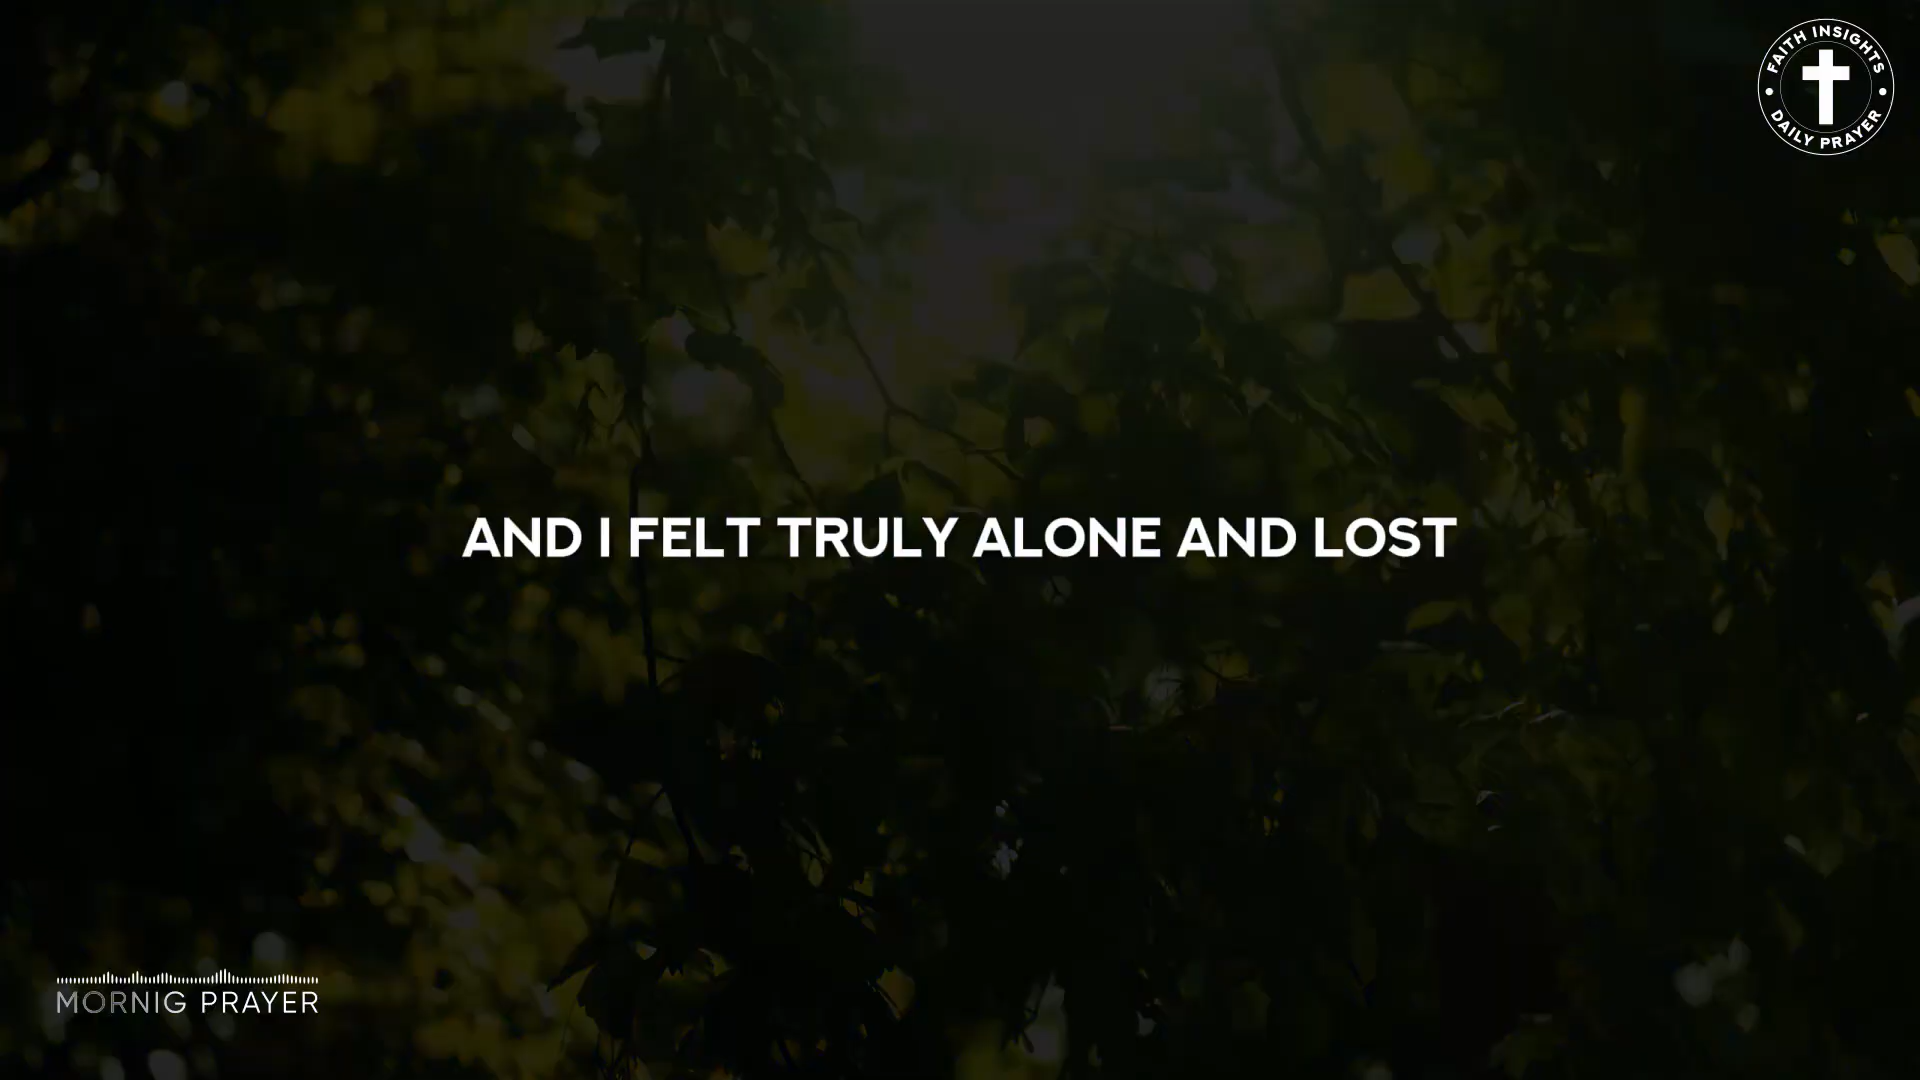 FAITH INSIGHTS
DAILY PRAYER
AND I FELT TRULY ALONE AND LOST
MORNIG PRAYER